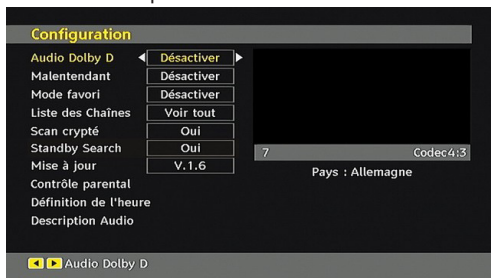 Configuration
Audio Dolby D Désactiver
Malentendant Désactiver
Mode favori Désactiver
Liste des Chaînes Voir tout
Scan crypté Oui
Standby Search Oui
Mise à jour V.1.6
Contrôle parental
Définition de l'heure
Description Audio
7 Codec4:3
Pays : Allemagne
Audio Dolby D